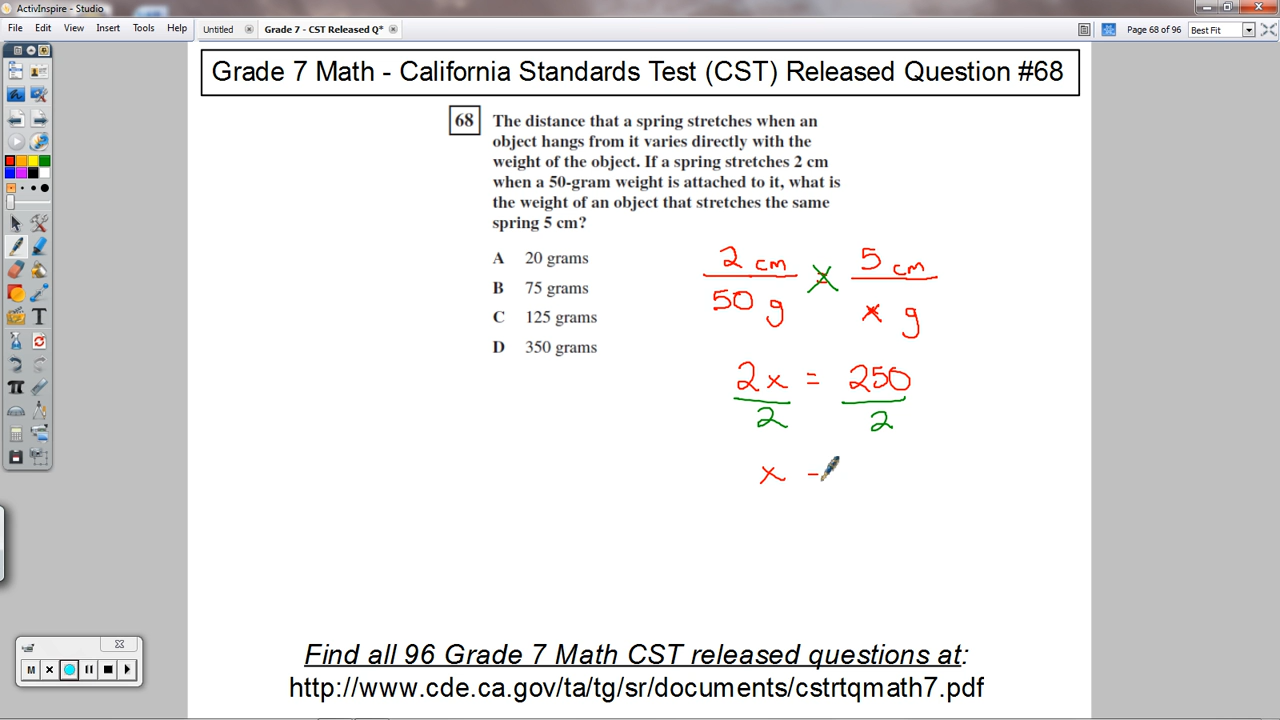 ActivInspire - Studio
File Edit View Insert Tools Help
Untitled
Grade 7 - CST Released Q*
Page 68 of 96
Best Fit
Grade 7 Math - California Standards Test (CST) Released Question #68
68 The distance that a spring stretches when an
object hangs from it varies directly with the
weight of the object. If a spring stretches 2 cm
when a 50-gram weight is attached to it, what is
the weight of an object that stretches the same
spring 5 cm?
A 20 grams
B 75 grams
C 125 grams
D 350 grams
2 cm = 5 cm
50 g x g
2x = 250
2 2
x -
M
Find all 96 Grade 7 Math CST released questions at:
http://www.cde.ca.gov/ta/tg/sr/documents/cstrtqmath7.pdf